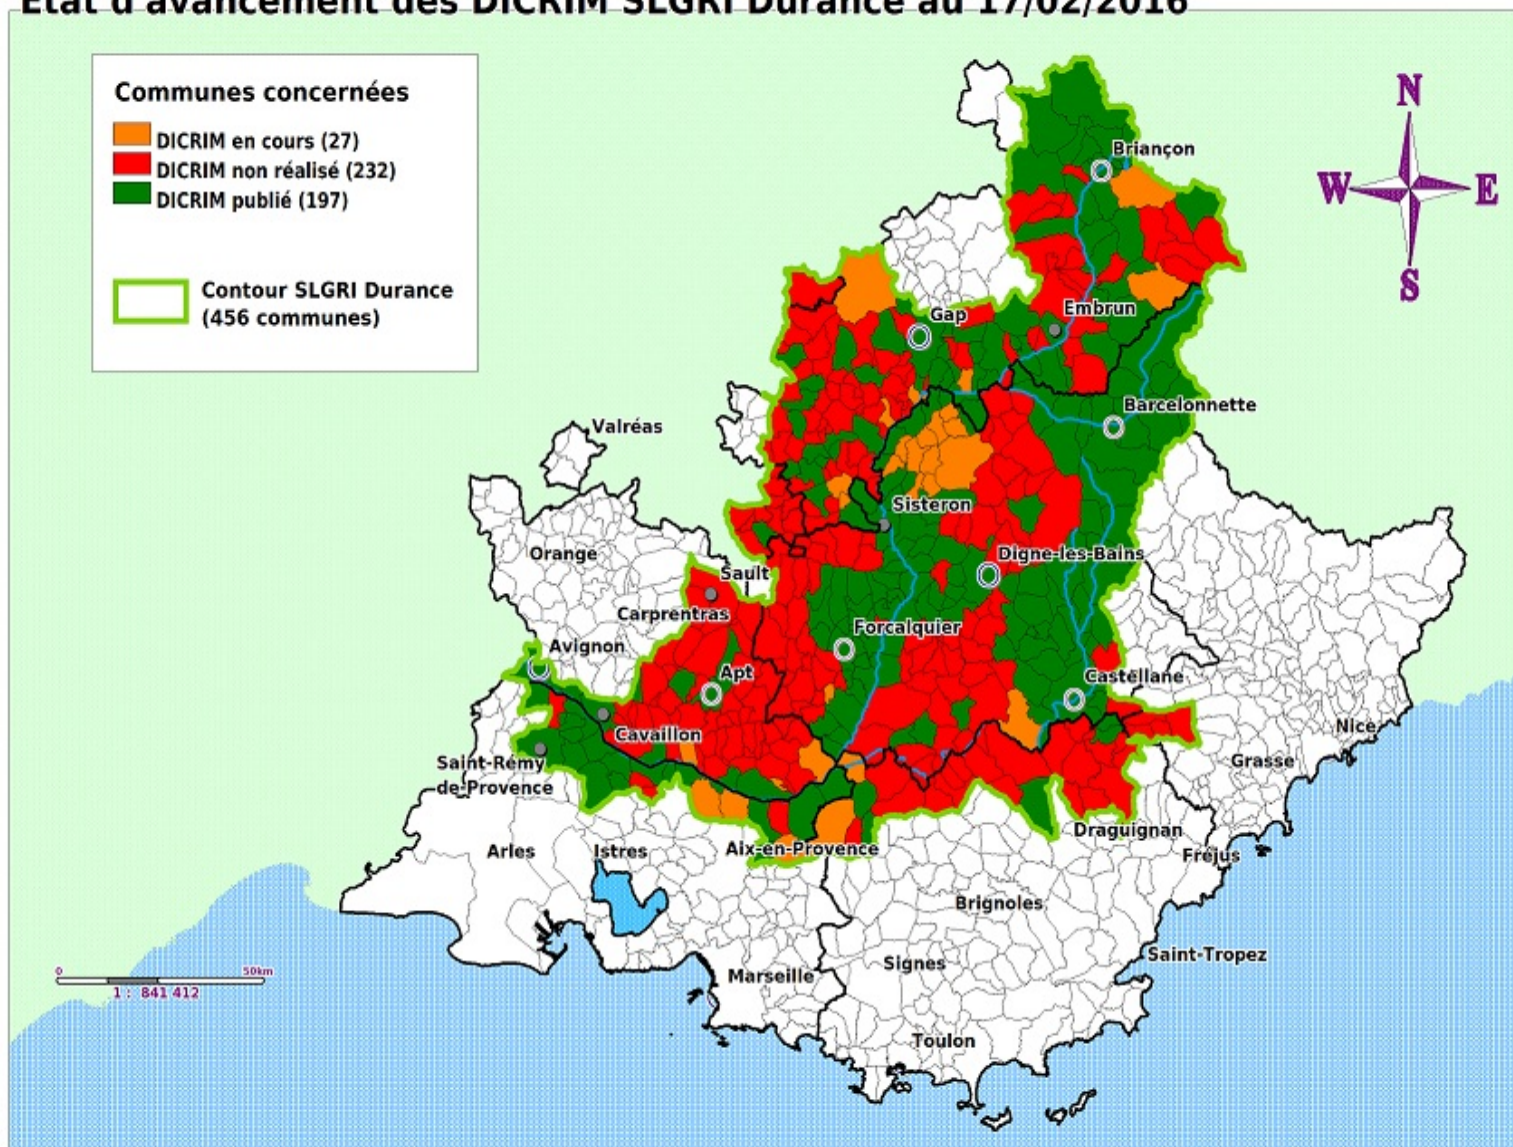 Etat d'avancement des DICRIM SLGRI Durance au 17/02/2016
Communes concernées
DICRIM en cours (27)
DICRIM non réalisé (232)
DICRIM publié (197)
Contour SLGRI Durance
(456 communes)
N
W
E
S
Briançon
Embrun
Gap
Barcelonnette
Valréas
Sisteron
Orange
Digne-les-Bains
Sault
Carprentras
Forcalquier
Avignon
Apt
Castellane
Cavaillon
Nice
Saint-Rémy
de-Provence
Grasse
Draguignan
Arles
Istres
Aix-en-Provence
Fréjus
Brignoles
Saint-Tropez
Signes
Marseille
0
50km
1 : 841 412
Toulon